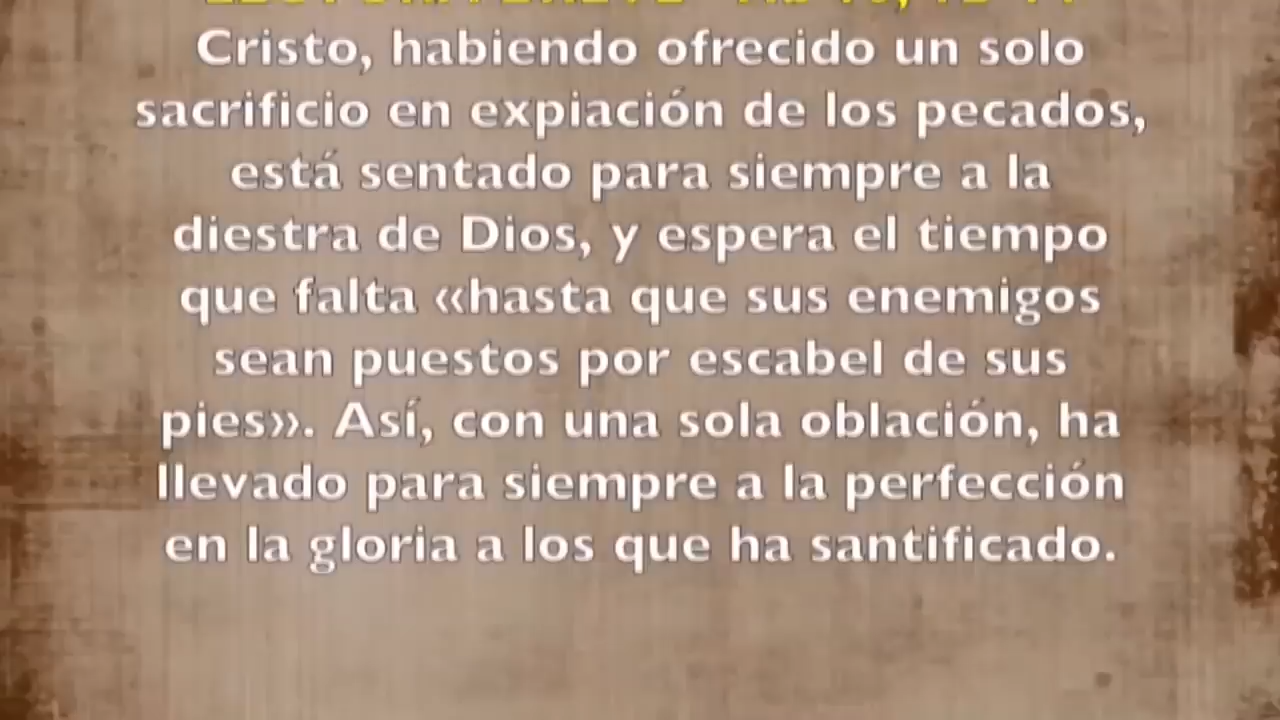 Cristo, habiendo ofrecido un solo
sacrificio en expiación de los pecados,
está sentado para siempre a la
diestra de Dios, y espera el tiempo
que falta «hasta que sus enemigos
sean puestos por escabel de sus
pies». Así, con una sola oblación, ha
llevado para siempre a la perfección
en la gloria a los que ha santificado.